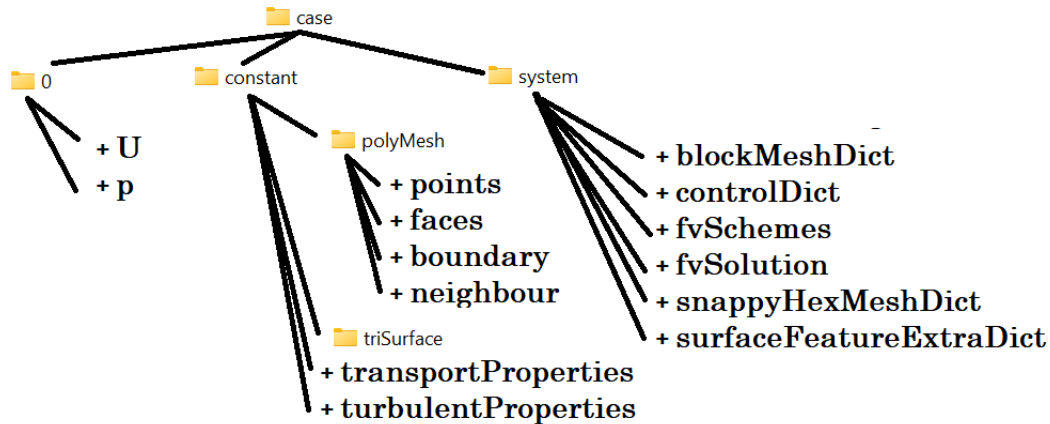 case
0
constant
system
+ U
+ p
polyMesh
+ points
+ faces
+ boundary
+ neighbour
triSurface
+ transportProperties
+ turbulentProperties
+ blockMeshDict
+ controlDict
+ fvSchemes
+ fvSolution
+ snappyHexMeshDict
+ surfaceFeatureExtraDict